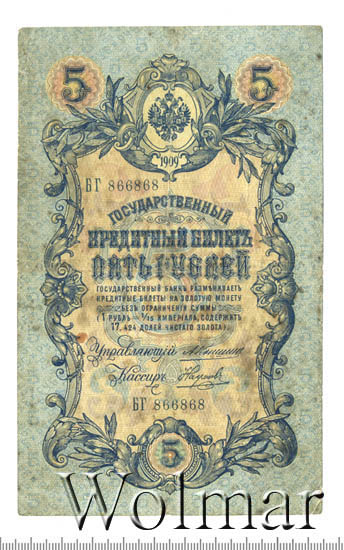 5 5
1909
БГ 866868
ГОСУДАРСТВЕННЫЙ
КРЕДИТНЫЙ БИЛЕТЪ
ПЯТЬ РУБЛЕЙ
ГОСУДАРСТВЕННЫЙ БАНКЪ РАЗМѢНИВАЕТЪ
КРЕДИТНЫЕ БИЛЕТЫ НА ЗОЛОТУЮ МОНЕТУ
БЕЗЪ ОГРАНИЧЕНІЯ СУММЫ
(1 РУБЛЬ = 1/15 ИМПЕРІАЛА, СОДЕРЖИТЪ
17,424 ДОЛЕЙ ЧИСТАГО ЗОЛОТА).
Управляющій
Кассиръ
БГ 866868
5
Wolmar